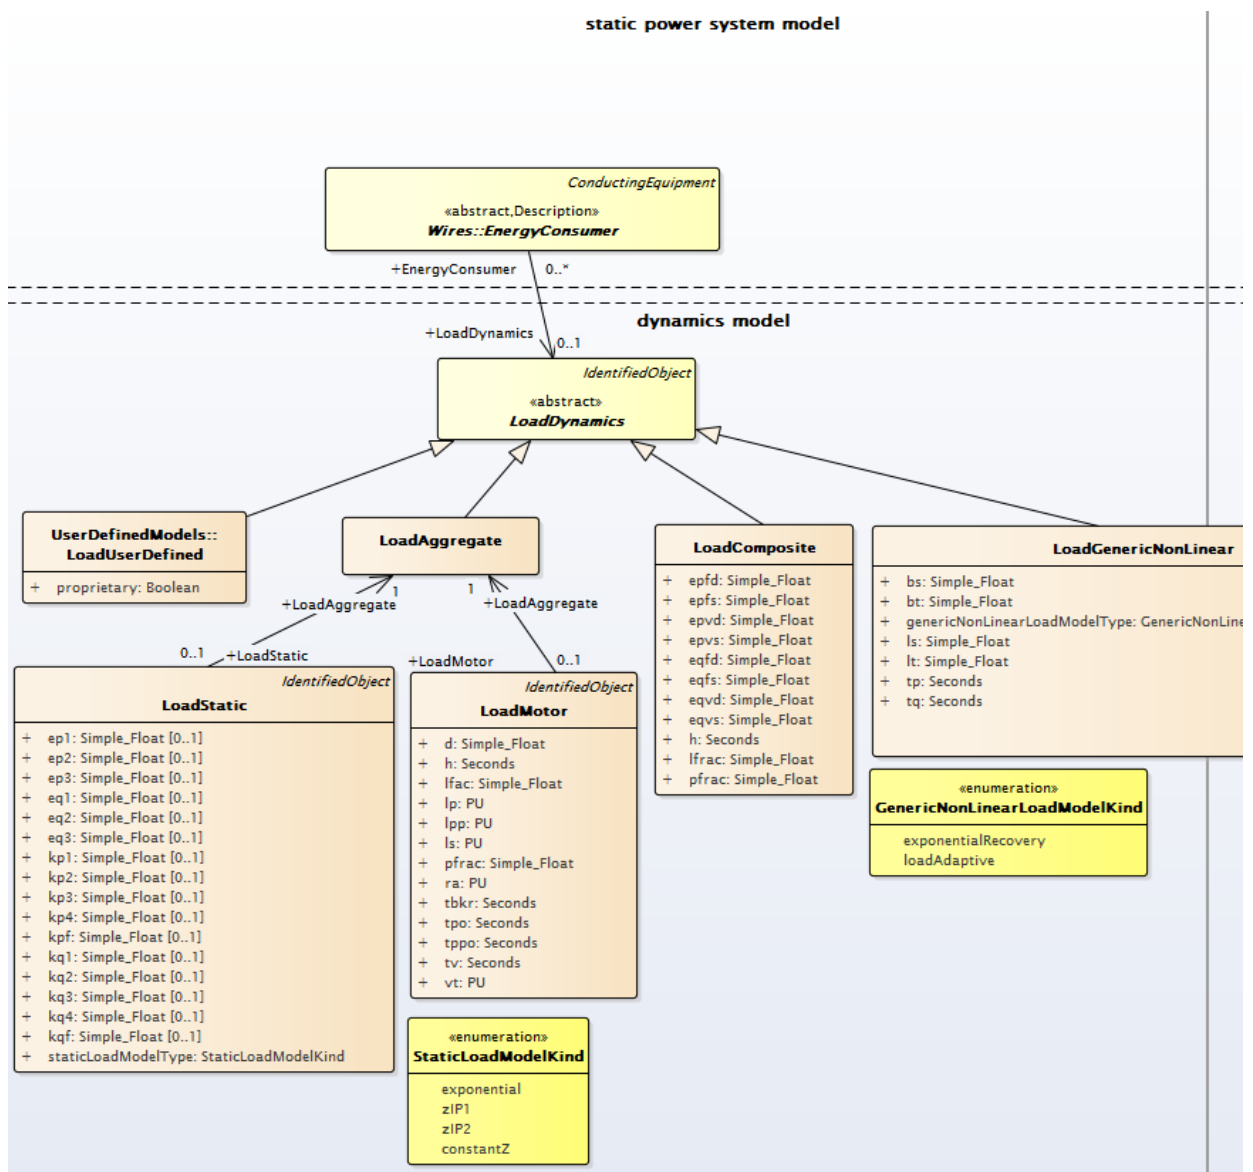 static power system model
ConductingEquipment
«abstract,Description»
Wires::EnergyConsumer
+EnergyConsumer 0..*
dynamics model
+LoadDynamics 0..1
IdentifiedObject
«abstract»
LoadDynamics
UserDefinedModels::
LoadUserDefined
+ proprietary: Boolean
LoadAggregate
1
+LoadAggregate
1
+LoadAggregate
0..1 +LoadStatic
+LoadMotor 0..1
IdentifiedObject
LoadStatic
+ ep1: Simple_Float [0..1]
+ ep2: Simple_Float [0..1]
+ ep3: Simple_Float [0..1]
+ eq1: Simple_Float [0..1]
+ eq2: Simple_Float [0..1]
+ eq3: Simple_Float [0..1]
+ kp1: Simple_Float [0..1]
+ kp2: Simple_Float [0..1]
+ kp3: Simple_Float [0..1]
+ kp4: Simple_Float [0..1]
+ kpf: Simple_Float [0..1]
+ kq1: Simple_Float [0..1]
+ kq2: Simple_Float [0..1]
+ kq3: Simple_Float [0..1]
+ kq4: Simple_Float [0..1]
+ kqf: Simple_Float [0..1]
+ staticLoadModelType: StaticLoadModelKind
IdentifiedObject
LoadMotor
+ d: Simple_Float
+ h: Seconds
+ lfac: Simple_Float
+ lp: PU
+ lpp: PU
+ ls: PU
+ pfrac: Simple_Float
+ ra: PU
+ tbkr: Seconds
+ tpo: Seconds
+ tppo: Seconds
+ tv: Seconds
+ vt: PU
«enumeration»
StaticLoadModelKind
exponential
zIP1
zIP2
constantZ
LoadComposite
+ epfd: Simple_Float
+ epfs: Simple_Float
+ epvd: Simple_Float
+ epvs: Simple_Float
+ eqfd: Simple_Float
+ eqfs: Simple_Float
+ eqvd: Simple_Float
+ eqvs: Simple_Float
+ h: Seconds
+ lfrac: Simple_Float
+ pfrac: Simple_Float
LoadGenericNonLinear
+ bs: Simple_Float
+ bt: Simple_Float
+ genericNonLinearLoadModelType: GenericNonLine
+ ls: Simple_Float
+ lt: Simple_Float
+ tp: Seconds
+ tq: Seconds
«enumeration»
GenericNonLinearLoadModelKind
exponentialRecovery
loadAdaptive